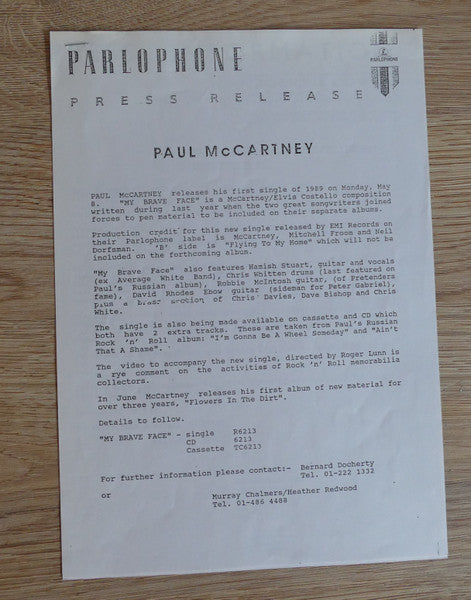 PARLOPHONE
£
PARLOPHONE
PRESS RELEASE
PAUL McCARTNEY
PAUL McCARTNEY releases his first single of 1989 on Monday, May
8. "MY BRAVE FACE" is a McCartney/Elvis Costello composition
written during last year when the two great songwriters joined
forces to pen material to be included on their separate albums.
Production credit for this new single released by EMI Records on
their Parlophone label is McCartney, Mitchell Froom and Neil
Dorfsman. 'B' side is "Flying To My Home" which will not be
included on the forthcoming album.
"My Brave Face" also features Hamish Stuart, guitar and vocals
(ex Average White Band), Chris Whitten drums (last featured on
Paul's Russian album), Robbie McIntosh guitar, (of Pretenders
fame), David Rhodes Ebow guitar (sideman for Peter Gabriel),
plus a brass section of Chris Davies, Dave Bishop and Chris
White.
The single is also being made available on cassette and CD which
both have 2 extra tracks. These are taken from Paul's Russian
Rock 'n' Roll album: "I'm Gonna Be A Wheel Someday" and "Ain't
That A Shame".
The video to accompany the new single, directed by Roger Lunn is
a rye comment on the activities of Rock 'n' Roll memorabilia
collectors.
In June McCartney releases his first album of new material for
over three years, "Flowers In The Dirt".
Details to follow.
"MY BRAVE FACE" - single R6213
CD 6213
Cassette TC6213
For further information please contact:- Bernard Docherty
Tel. 01-222 1332
or Murray Chalmers/Heather Redwood
Tel. 01-486 4488